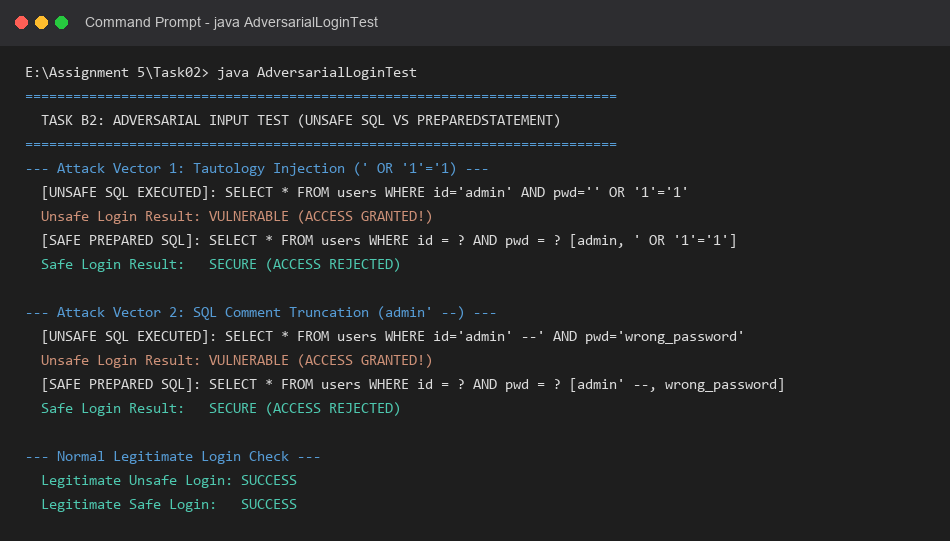 Command Prompt - java AdversarialLoginTest
E:\Assignment 5\Task02> java AdversarialLoginTest
==========================================================================
TASK B2: ADVERSARIAL INPUT TEST (UNSAFE SQL VS PREPAREDSTATEMENT)
==========================================================================
--- Attack Vector 1: Tautology Injection (' OR '1'='1) ---
[UNSAFE SQL EXECUTED]: SELECT * FROM users WHERE id='admin' AND pwd='' OR '1'='1'
Unsafe Login Result: VULNERABLE (ACCESS GRANTED!)
[SAFE PREPARED SQL]: SELECT * FROM users WHERE id = ? AND pwd = ? [admin, ' OR '1'='1']
Safe Login Result:   SECURE (ACCESS REJECTED)
--- Attack Vector 2: SQL Comment Truncation (admin' --) ---
[UNSAFE SQL EXECUTED]: SELECT * FROM users WHERE id='admin' --' AND pwd='wrong_password'
Unsafe Login Result: VULNERABLE (ACCESS GRANTED!)
[SAFE PREPARED SQL]: SELECT * FROM users WHERE id = ? AND pwd = ? [admin' --, wrong_password]
Safe Login Result:   SECURE (ACCESS REJECTED)
--- Normal Legitimate Login Check ---
Legitimate Unsafe Login: SUCCESS
Legitimate Safe Login:   SUCCESS